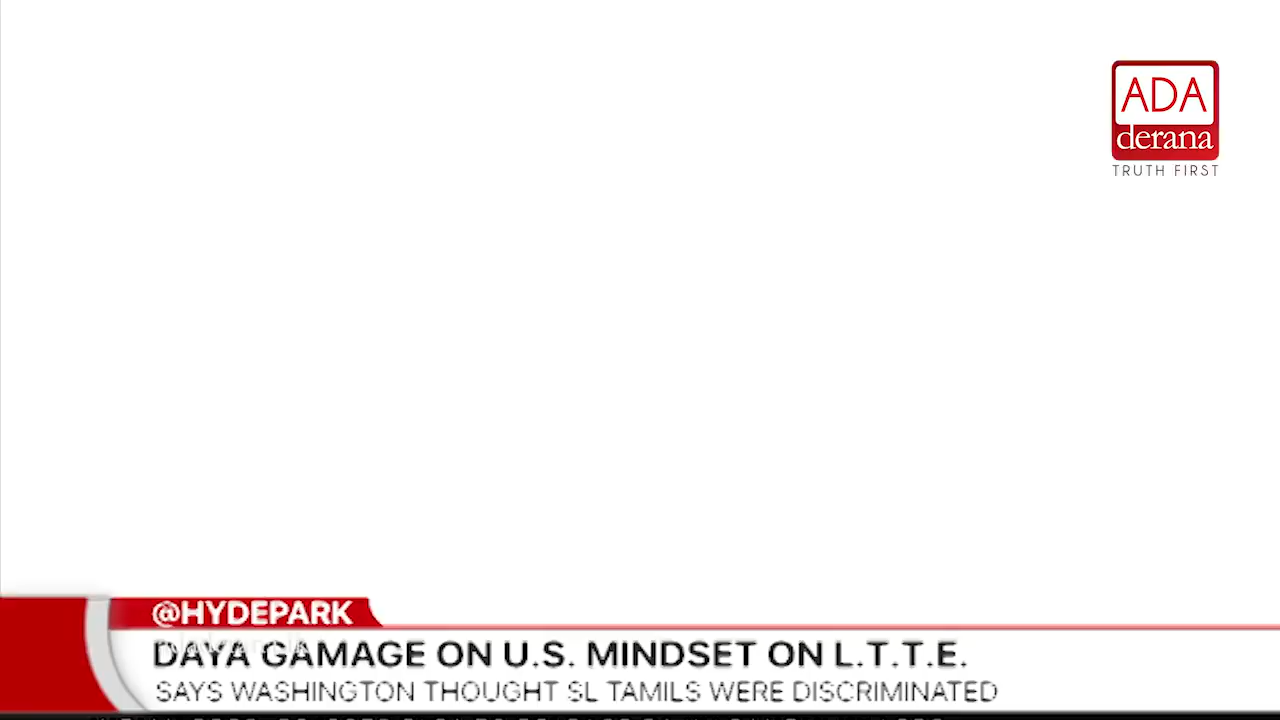 ADA
derana
TRUTH FIRST
@HYDEPARK
DAYA GAMAGE ON U.S. MINDSET ON L.T.T.E.
SAYS WASHINGTON THOUGHT SL TAMILS WERE DISCRIMINATED